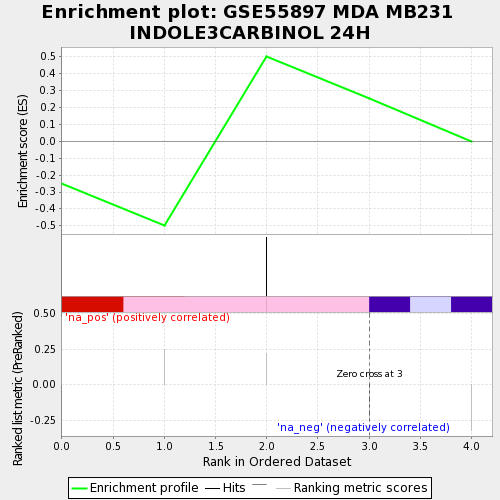 Enrichment plot: GSE55897 MDA MB231
INDOLE3CARBINOL 24H
Enrichment score (ES)
0.5
0.4
0.3
0.2
0.1
0.0
-0.1
-0.2
-0.3
-0.4
-0.5
Ranked list metric (PreRanked)
0.50
0.25
0.00
-0.25
'na_pos' (positively correlated)
Zero cross at 3
'na_neg' (negatively correlated)
0.0 0.5 1.0 1.5 2.0 2.5 3.0 3.5 4.0
Rank in Ordered Dataset
Enrichment profile Hits Ranking metric scores